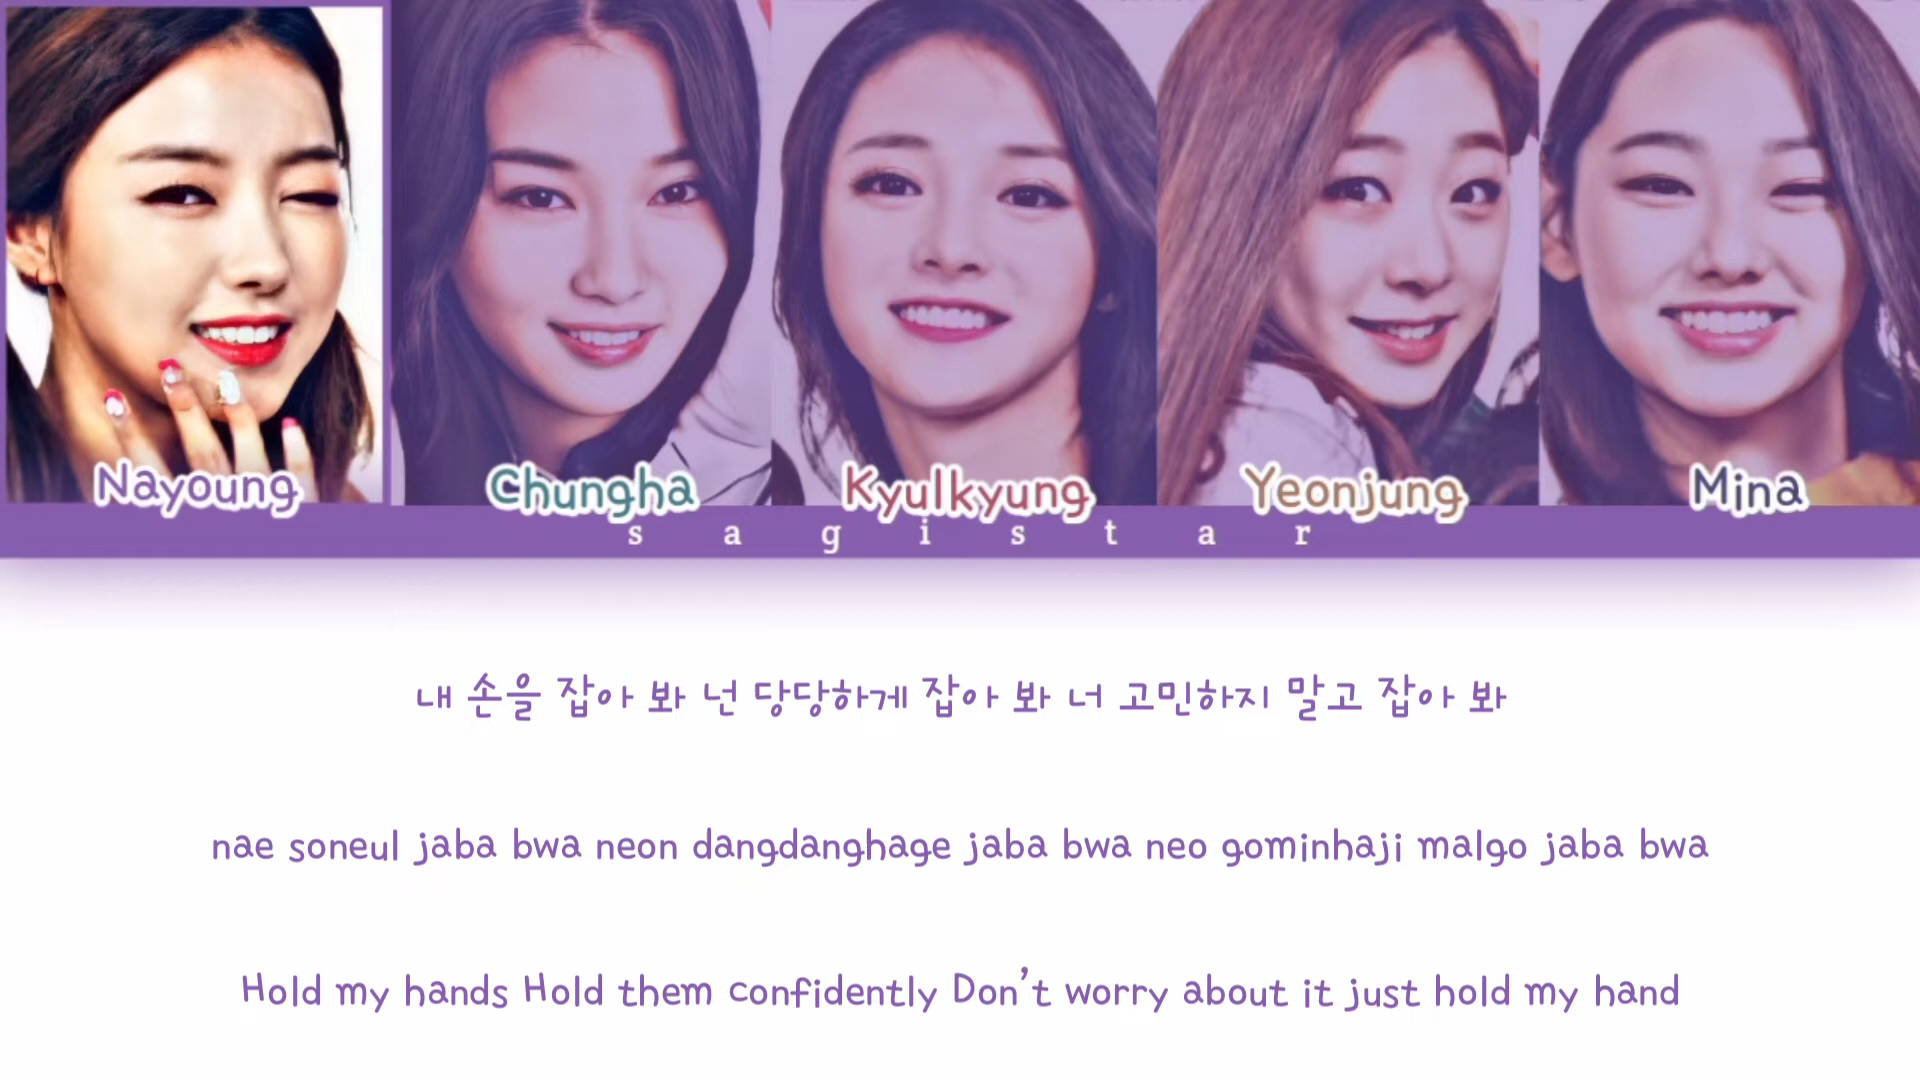 Nayoung Chungha Kyulkyung Yeonjung Mina
sagistar
내 손을 잡아 봐 넌 당당하게 잡아 봐 너 고민하지 말고 잡아 봐
nae soneul jaba bwa neon dangdanghage jaba bwa neo gominhaji malgo jaba bwa
Hold my hands Hold them confidently Don't worry about it just hold my hand